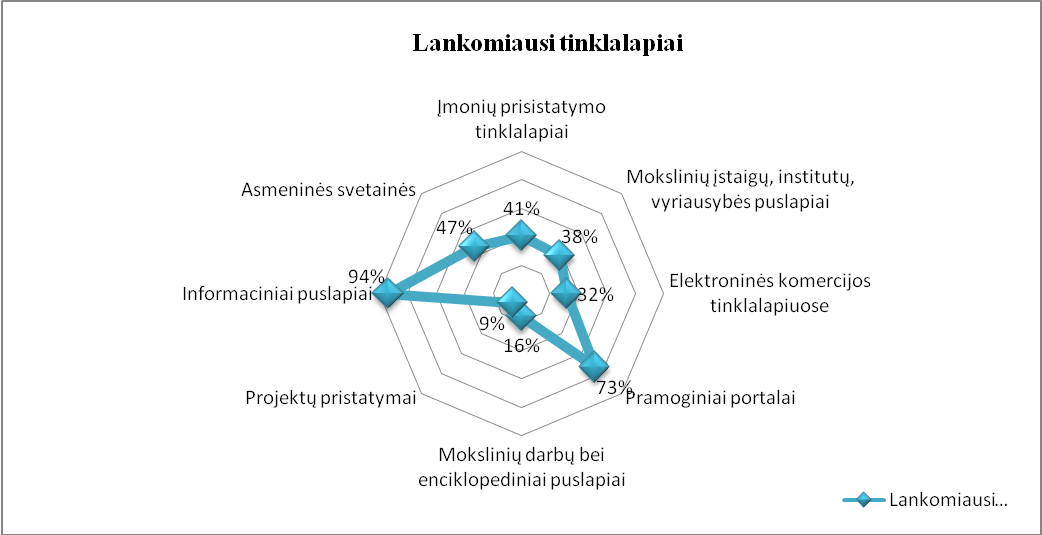 Lankomiausi tinklalapiai
Įmonių prisistatymo
tinklalapiai
Mokslinių įstaigų, institutų,
vyriausybės puslapiai
Asmeninės svetainės
41%
47%
38%
94%
Informaciniai puslapiai
32%
Elektroninės komercijos
tinklalapiuose
9%
16%
73%
Projektų pristatymai
Pramoginiai portalai
Mokslinių darbų bei
enciklopediniai puslapiai
Lankomiausi...